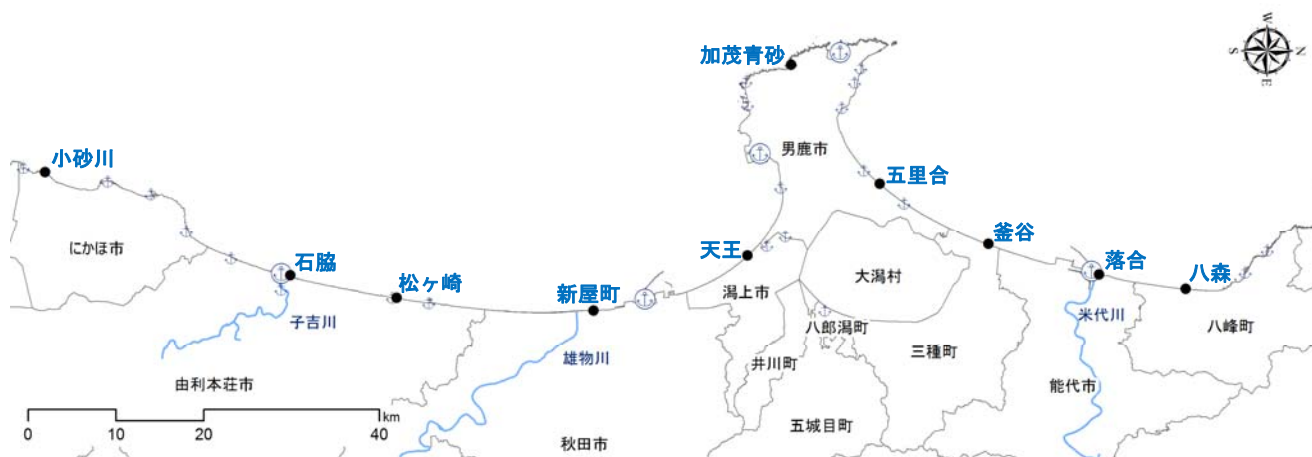 加茂青砂
W
S
N
E
小砂川
男鹿市
五里合
にかほ市
石脇
松ヶ崎
新屋町
天王
釜谷
落合
八森
大潟村
潟上市
子吉川
雄物川
八郎潟町
米代川
八峰町
井川町
三種町
由利本荘市
能代市
五城目町
秋田市
km
0
20
40